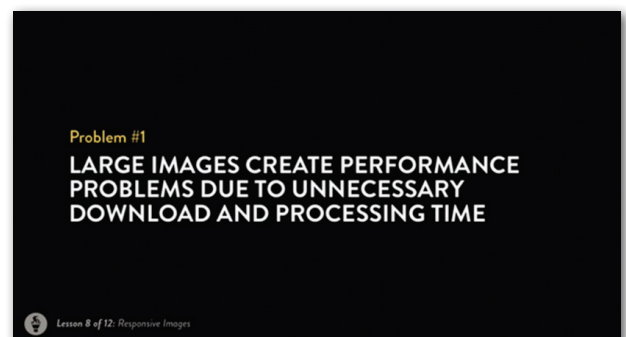 Problem #1
LARGE IMAGES CREATE PERFORMANCE
PROBLEMS DUE TO UNNECESSARY
DOWNLOAD AND PROCESSING TIME
Lesson 8 of 12: Responsive Images